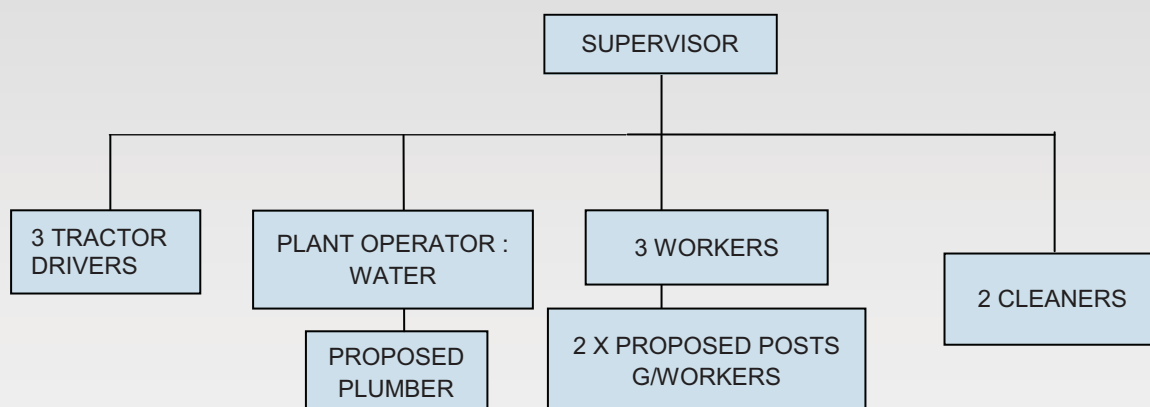 SUPERVISOR
3 TRACTOR
DRIVERS
PLANT OPERATOR :
WATER
3 WORKERS
2 CLEANERS
PROPOSED
PLUMBER
2 X PROPOSED POSTS
G/WORKERS